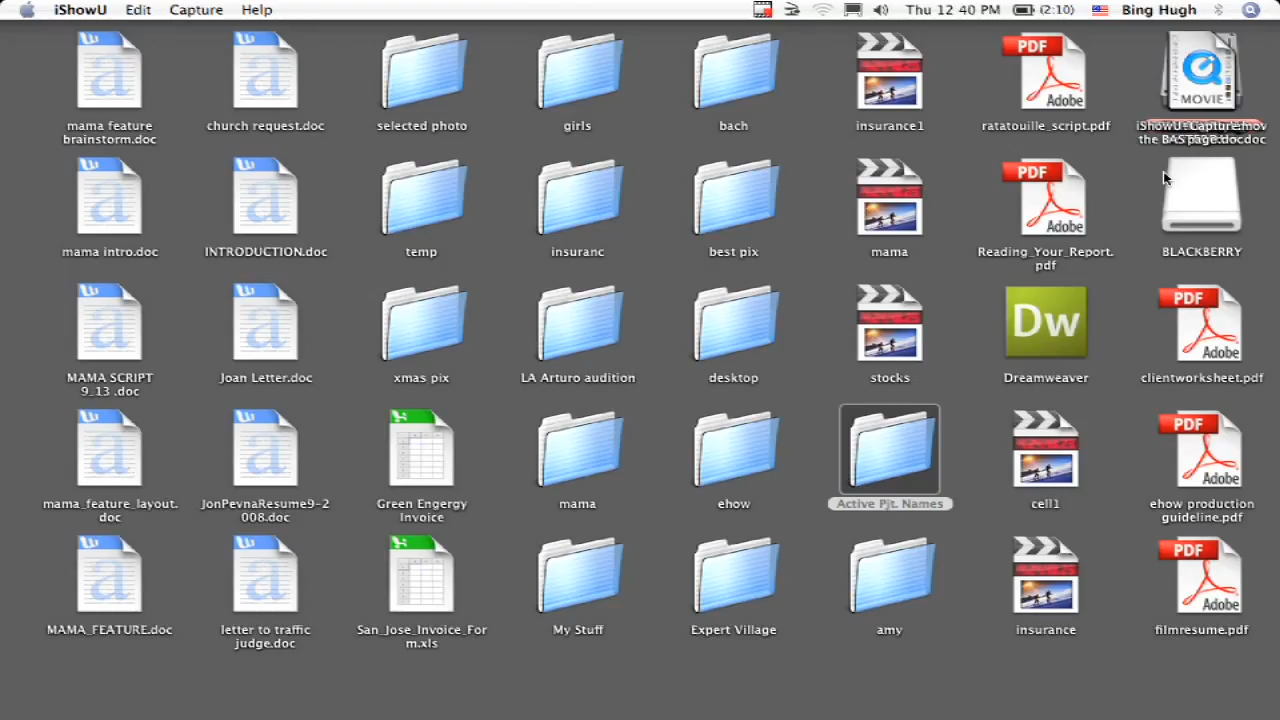 iShowU Edit Capture Help Thu 12 40 PM (2:10) Bing Hugh
mama feature
brainstorm.doc
church request.doc
selected photo
girls
bach
insurance1
PDF
Adobe
ratatouille_script.pdf
MOVIE
mama intro.doc
INTRODUCTION.doc
temp
insuranc
best pix
mama
PDF
Adobe
Reading_Your_Report.
pdf
BLACKBERRY
MAMA SCRIPT
9_13 .doc
Joan Letter.doc
xmas pix
LA Arturo audition
desktop
stocks
Dw
Dreamweaver
PDF
Adobe
clientworksheet.pdf
mama_feature_layout.
doc
JonPevnaResume9-2
008.doc
Green Engergy
Invoice
mama
ehow
Active Pjt. Names
cell1
PDF
Adobe
ehow production
guideline.pdf
MAMA_FEATURE.doc
letter to traffic
judge.doc
San_Jose_Invoice_For
m.xls
My Stuff
Expert Village
amy
insurance
PDF
Adobe
filmresume.pdf